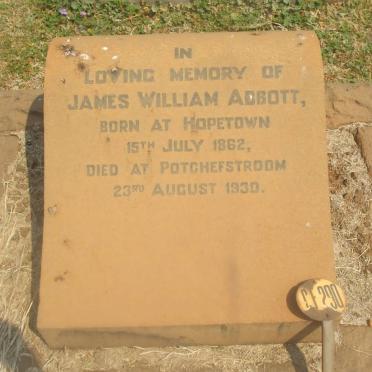 IN
LOVING MEMORY OF
JAMES WILLIAM ABBOTT,
BORN AT HOPETOWN
15TH JULY 1862,
DIED AT POTCHEFSTROOM
23RD AUGUST 1930.
CE 290